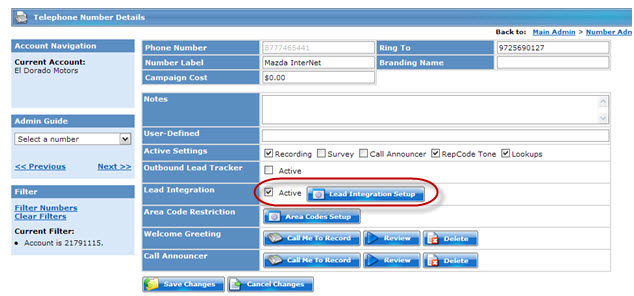 Telephone Number Details
Back to: Main Admin > Number Adm
Account Navigation
Current Account:
El Dorado Motors
Admin Guide
Select a number
<< Previous Next >>
Filter
Filter Numbers
Clear Filters
Current Filter:
• Account is 21791115.
Phone Number 8777465441 Ring To 9725690127
Number Label Mazda InterNet Branding Name
Campaign Cost $0.00
Notes
User-Defined
Active Settings Recording Survey Call Announcer RepCode Tone Lookups
Outbound Lead Tracker Active
Lead Integration Active Lead Integration Setup
Area Code Restriction Area Codes Setup
Welcome Greeting Call Me To Record Review Delete
Call Announcer Call Me To Record Review Delete
Save Changes Cancel Changes